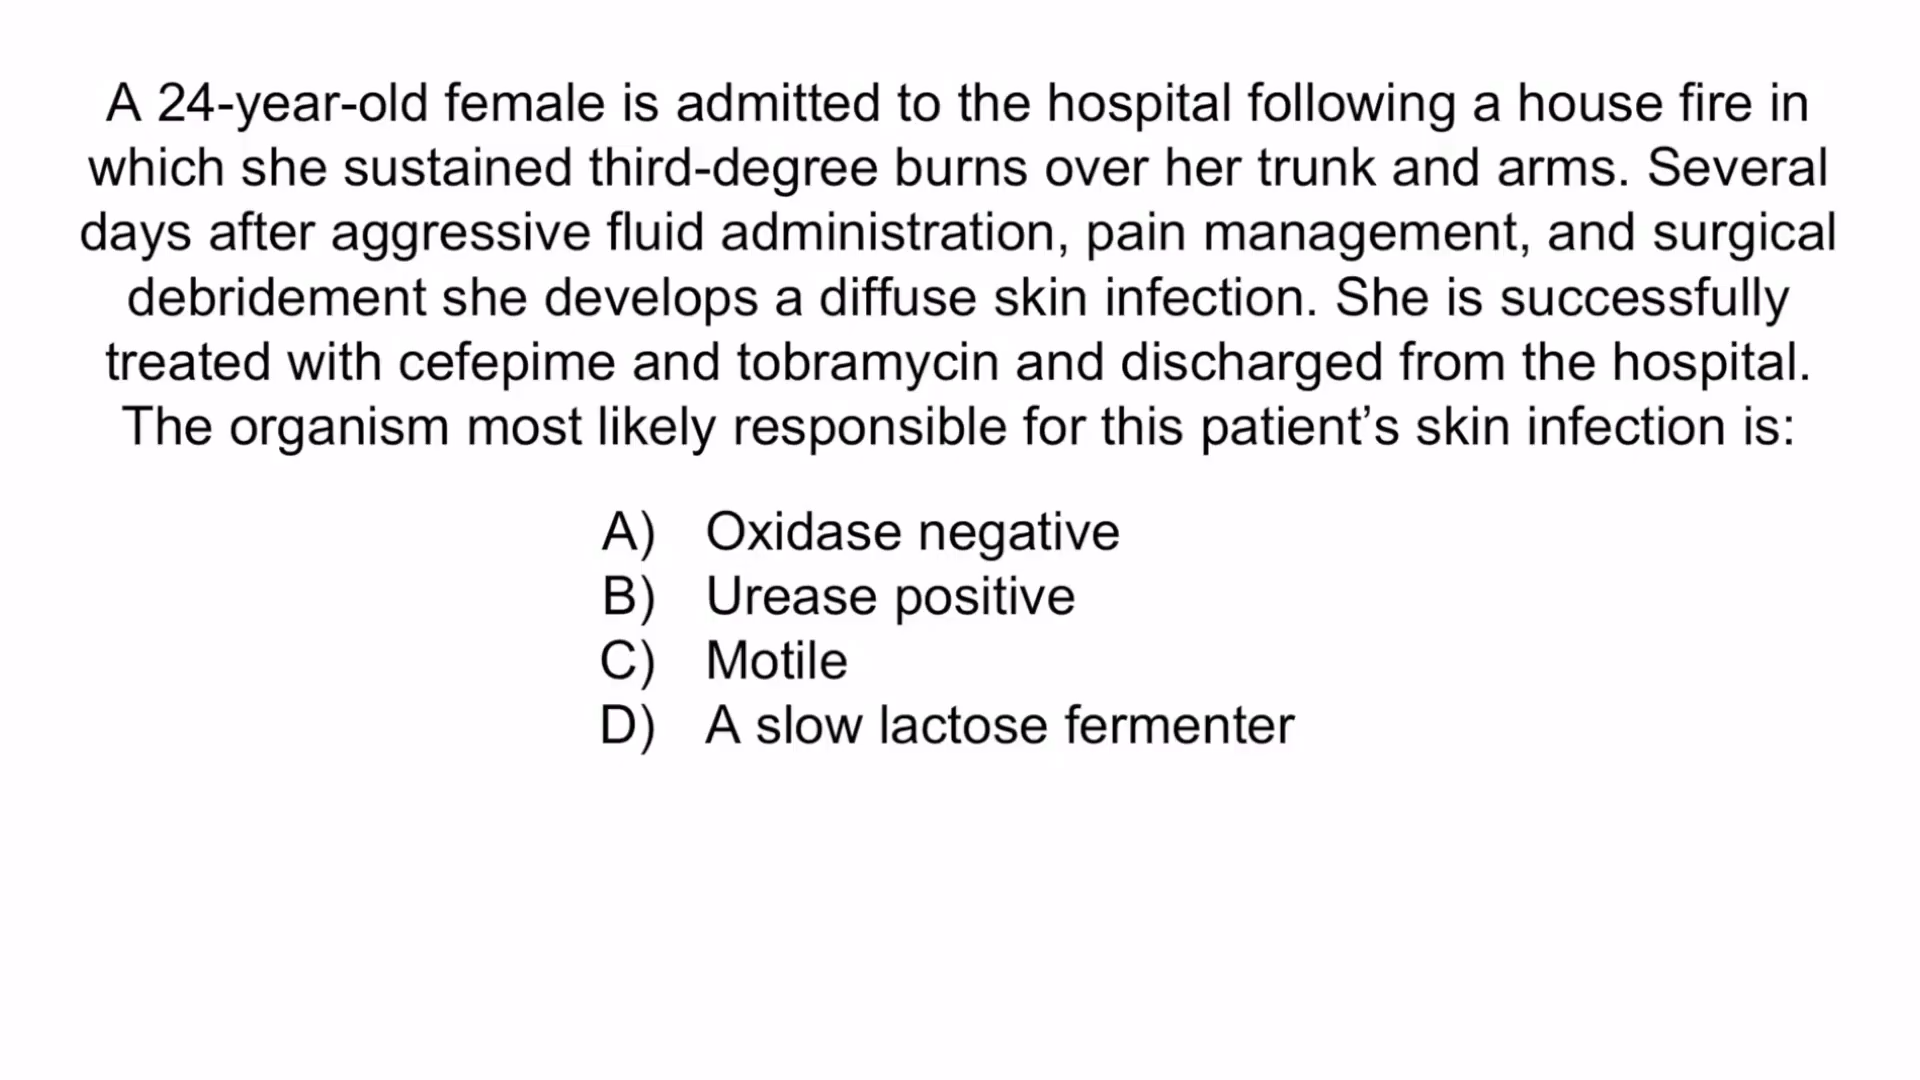 A 24-year-old female is admitted to the hospital following a house fire in
which she sustained third-degree burns over her trunk and arms. Several
days after aggressive fluid administration, pain management, and surgical
debridement she develops a diffuse skin infection. She is successfully
treated with cefepime and tobramycin and discharged from the hospital.
The organism most likely responsible for this patient’s skin infection is:
A) Oxidase negative
B) Urease positive
C) Motile
D) A slow lactose fermenter